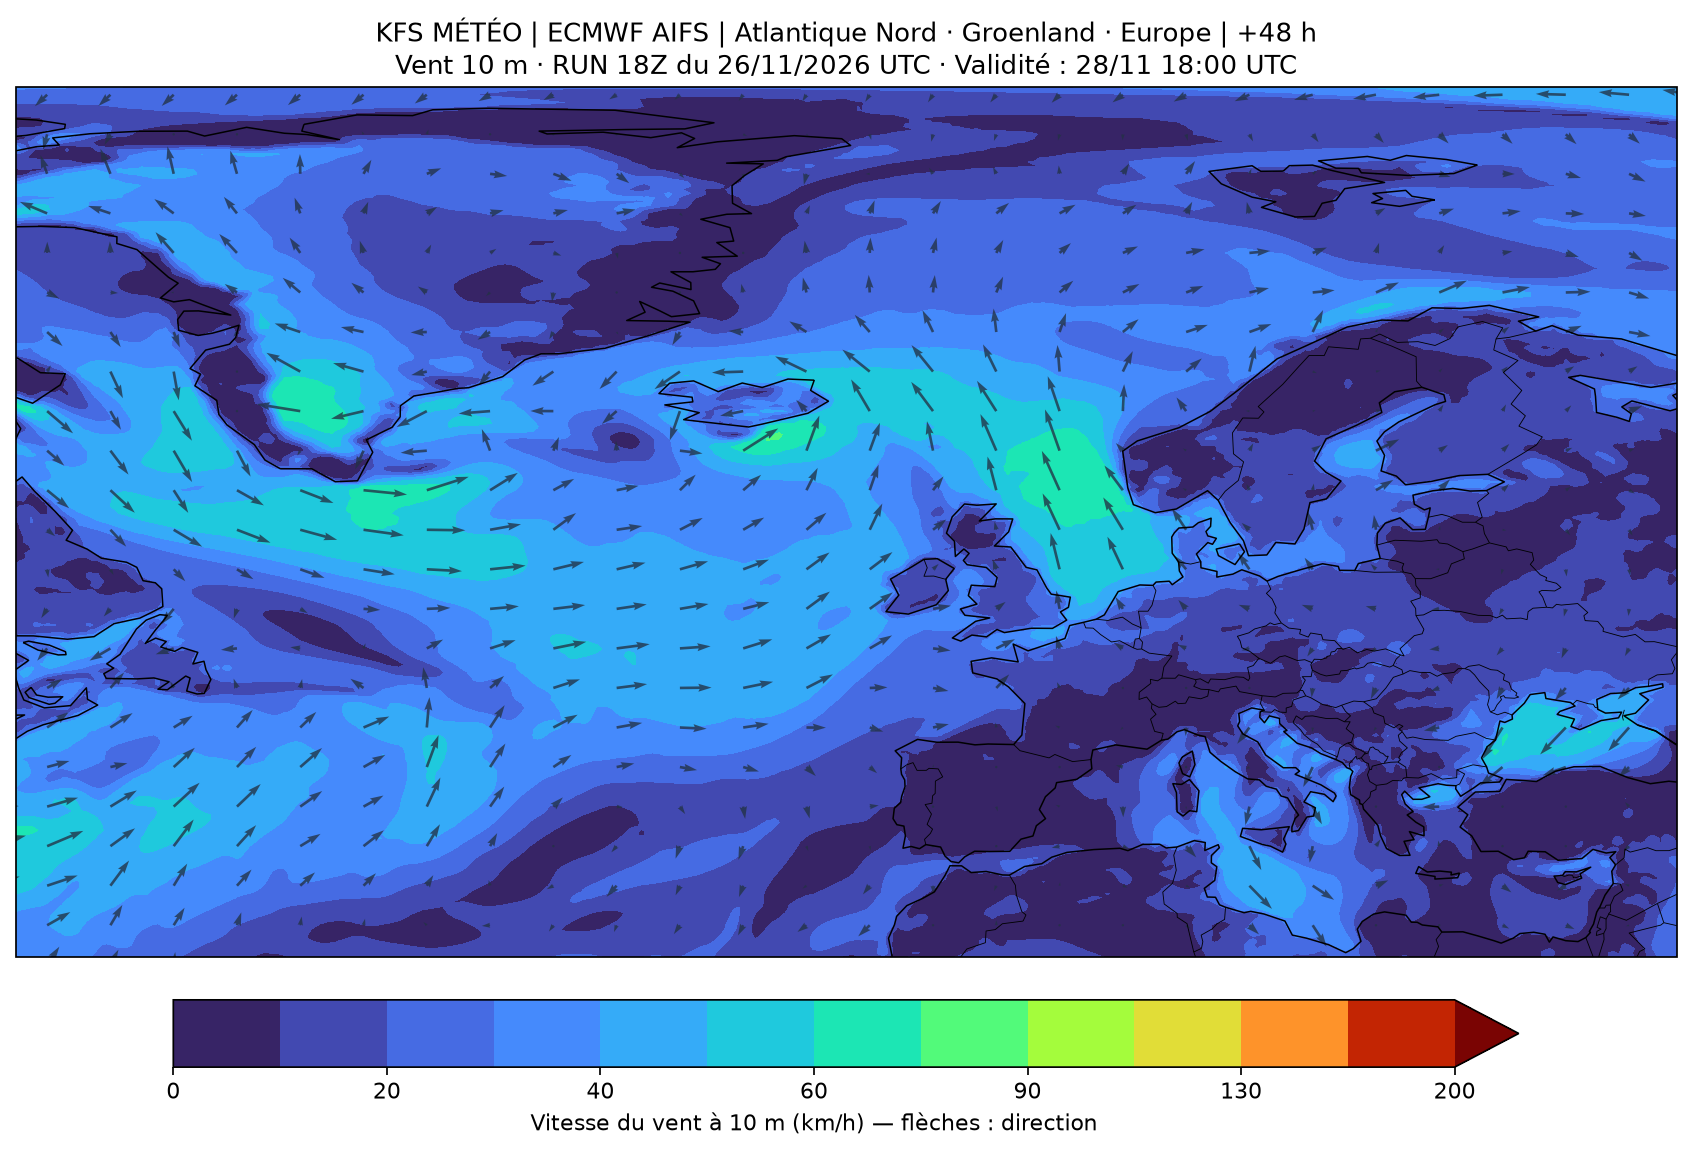 KFS MÉTÉO | ECMWF AIFS | Atlantique Nord · Groenland · Europe | +48 h
Vent 10 m · RUN 18Z du 26/11/2026 UTC · Validité : 28/11 18:00 UTC
0 20 40 60 90 130 200
Vitesse du vent à 10 m (km/h) — flèches : direction